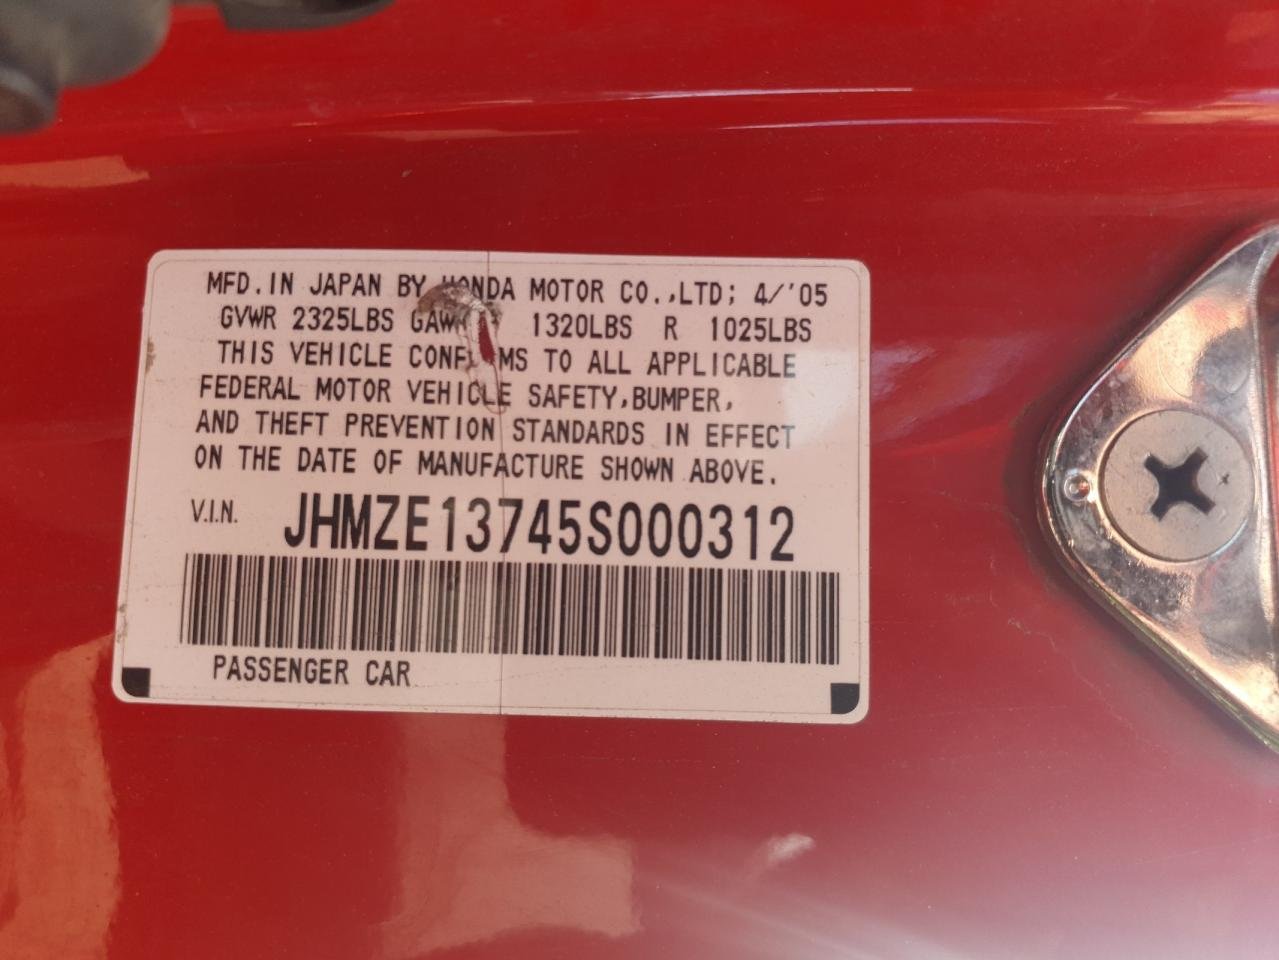 MFD. IN JAPAN BY HONDA MOTOR CO.,LTD; 4/'05
GVWR 2325LBS GAWR 1320LBS R 1025LBS
THIS VEHICLE CONFORMS TO ALL APPLICABLE
FEDERAL MOTOR VEHICLE SAFETY,BUMPER,
AND THEFT PREVENTION STANDARDS IN EFFECT
ON THE DATE OF MANUFACTURE SHOWN ABOVE.
V.I.N. JHMZE13745S000312
PASSENGER CAR